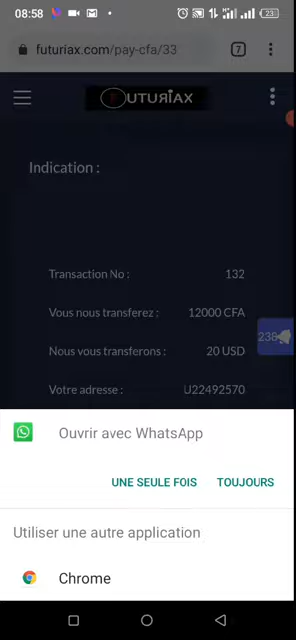 08:58
23
futuriax.com/pay-cfa/33
7
FUTURIAX
Indication :
Transaction No : 132
Vous nous transferez : 12000 CFA
238
Nous vous transferons : 20 USD
Votre adresse : U22492570
Ouvrir avec WhatsApp
UNE SEULE FOIS TOUJOURS
Utiliser une autre application
Chrome